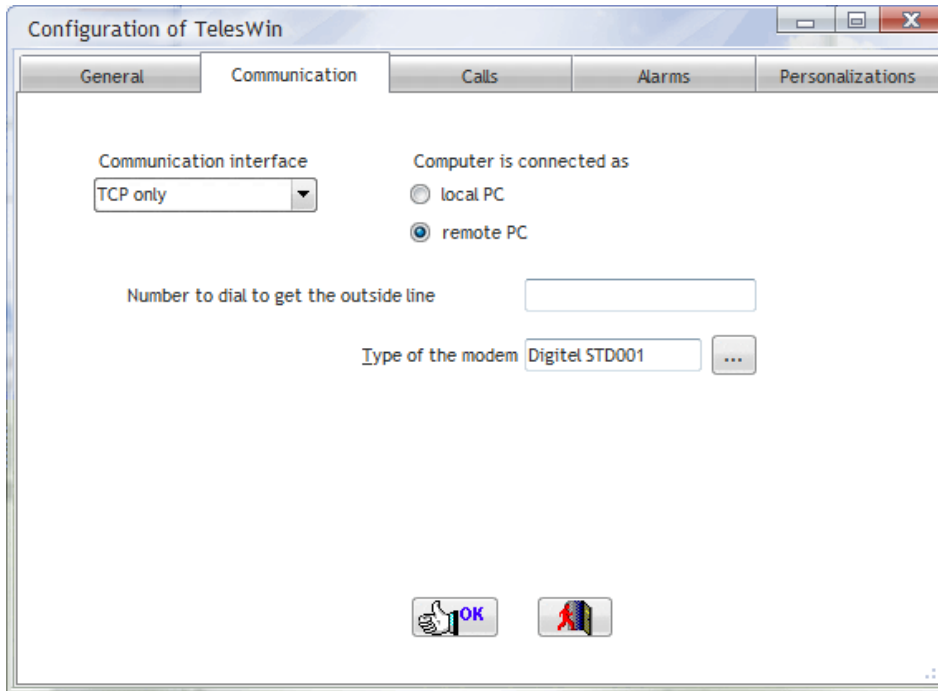 Configuration of TelesWin
General Communication Calls Alarms Personalizations
Communication interface Computer is connected as
TCP only local PC
remote PC
Number to dial to get the outside line
Type of the modem Digitel STD001 ...
OK